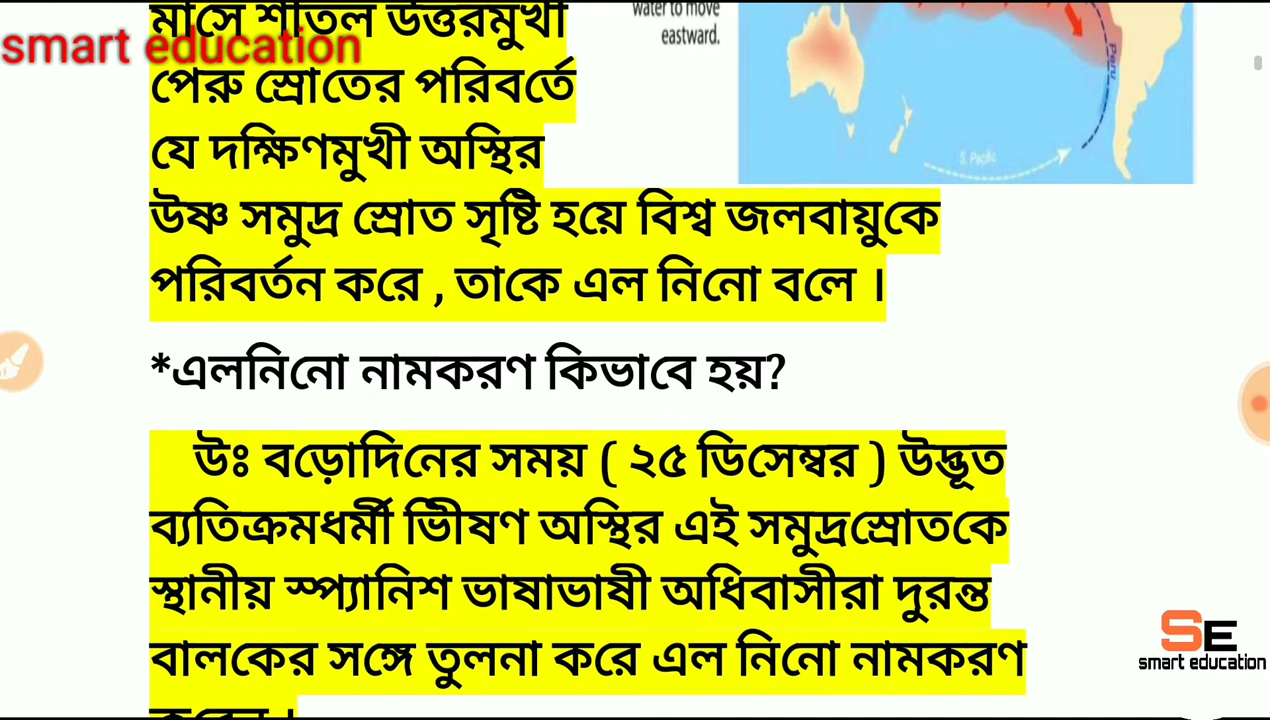 মাসে শীতল উত্তরমুখী
smart education
পেরু স্রোতের পরিবর্তে
যে দক্ষিণমুখী অস্থির
উষ্ণ সমুদ্র স্রোত সৃষ্টি হয়ে বিশ্ব জলবায়ুকে
পরিবর্তন করে , তাকে এল নিনো বলে ।
water to move
eastward.
Peru
S. Pacific
*এলনিনো নামকরণ কিভাবে হয়?
উঃ বড়োদিনের সময় ( ২৫ ডিসেম্বর ) উদ্ভূত
ব্যতিক্রমধর্মী ভীিষণ অস্থির এই সমুদ্রস্রোতকে
স্থানীয় স্প্যানিশ ভাষাভাষী অধিবাসীরা দুরন্ত
বালকের সঙ্গে তুলনা করে এল নিনো নামকরণ
SE
smart education